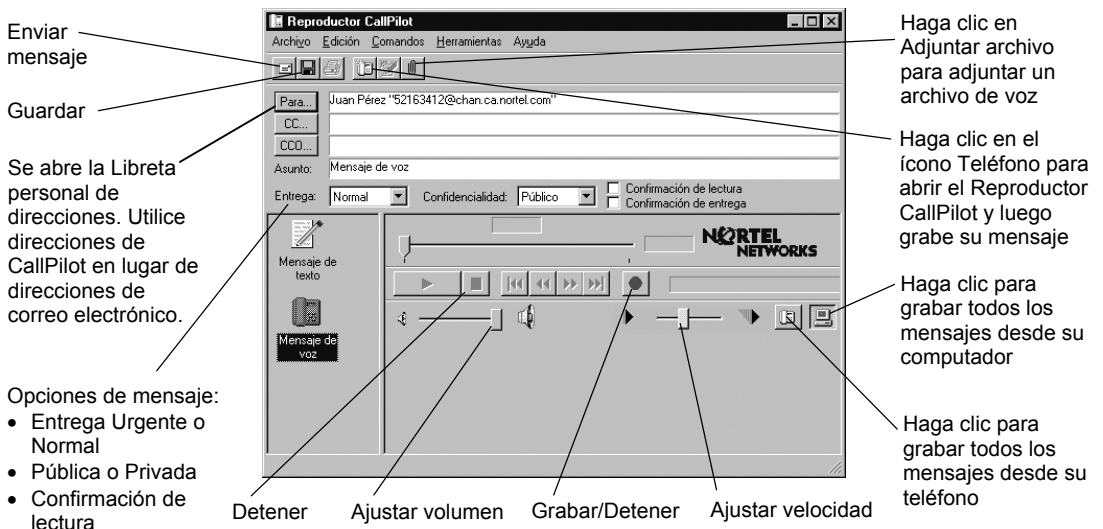 Enviar
mensaje
Guardar
Se abre la Libreta
personal de
direcciones. Utilice
direcciones de
CallPilot en lugar de
direcciones de
correo electrónico.
Opciones de mensaje:
• Entrega Urgente o
Normal
• Pública o Privada
• Confirmación de
lectura
Reproductor CallPilot
Archivo Edición Comandos Herramientas Ayuda
Para... Juan Pérez "52163412@chan.ca.nortel.com"
CC...
CCO...
Asunto: Mensaje de voz
Entrega: Normal Confidencialidad: Público Confirmación de lectura
Confirmación de entrega
Mensaje de
texto
Mensaje de
voz
NORTEL
NETWORKS
Detener Ajustar volumen Grabar/Detener Ajustar velocidad
Haga clic en
Adjuntar archivo
para adjuntar un
archivo de voz
Haga clic en el
ícono Teléfono para
abrir el Reproductor
CallPilot y luego
grabe su mensaje
Haga clic para
grabar todos los
mensajes desde su
computador
Haga clic para
grabar todos los
mensajes desde su
teléfono